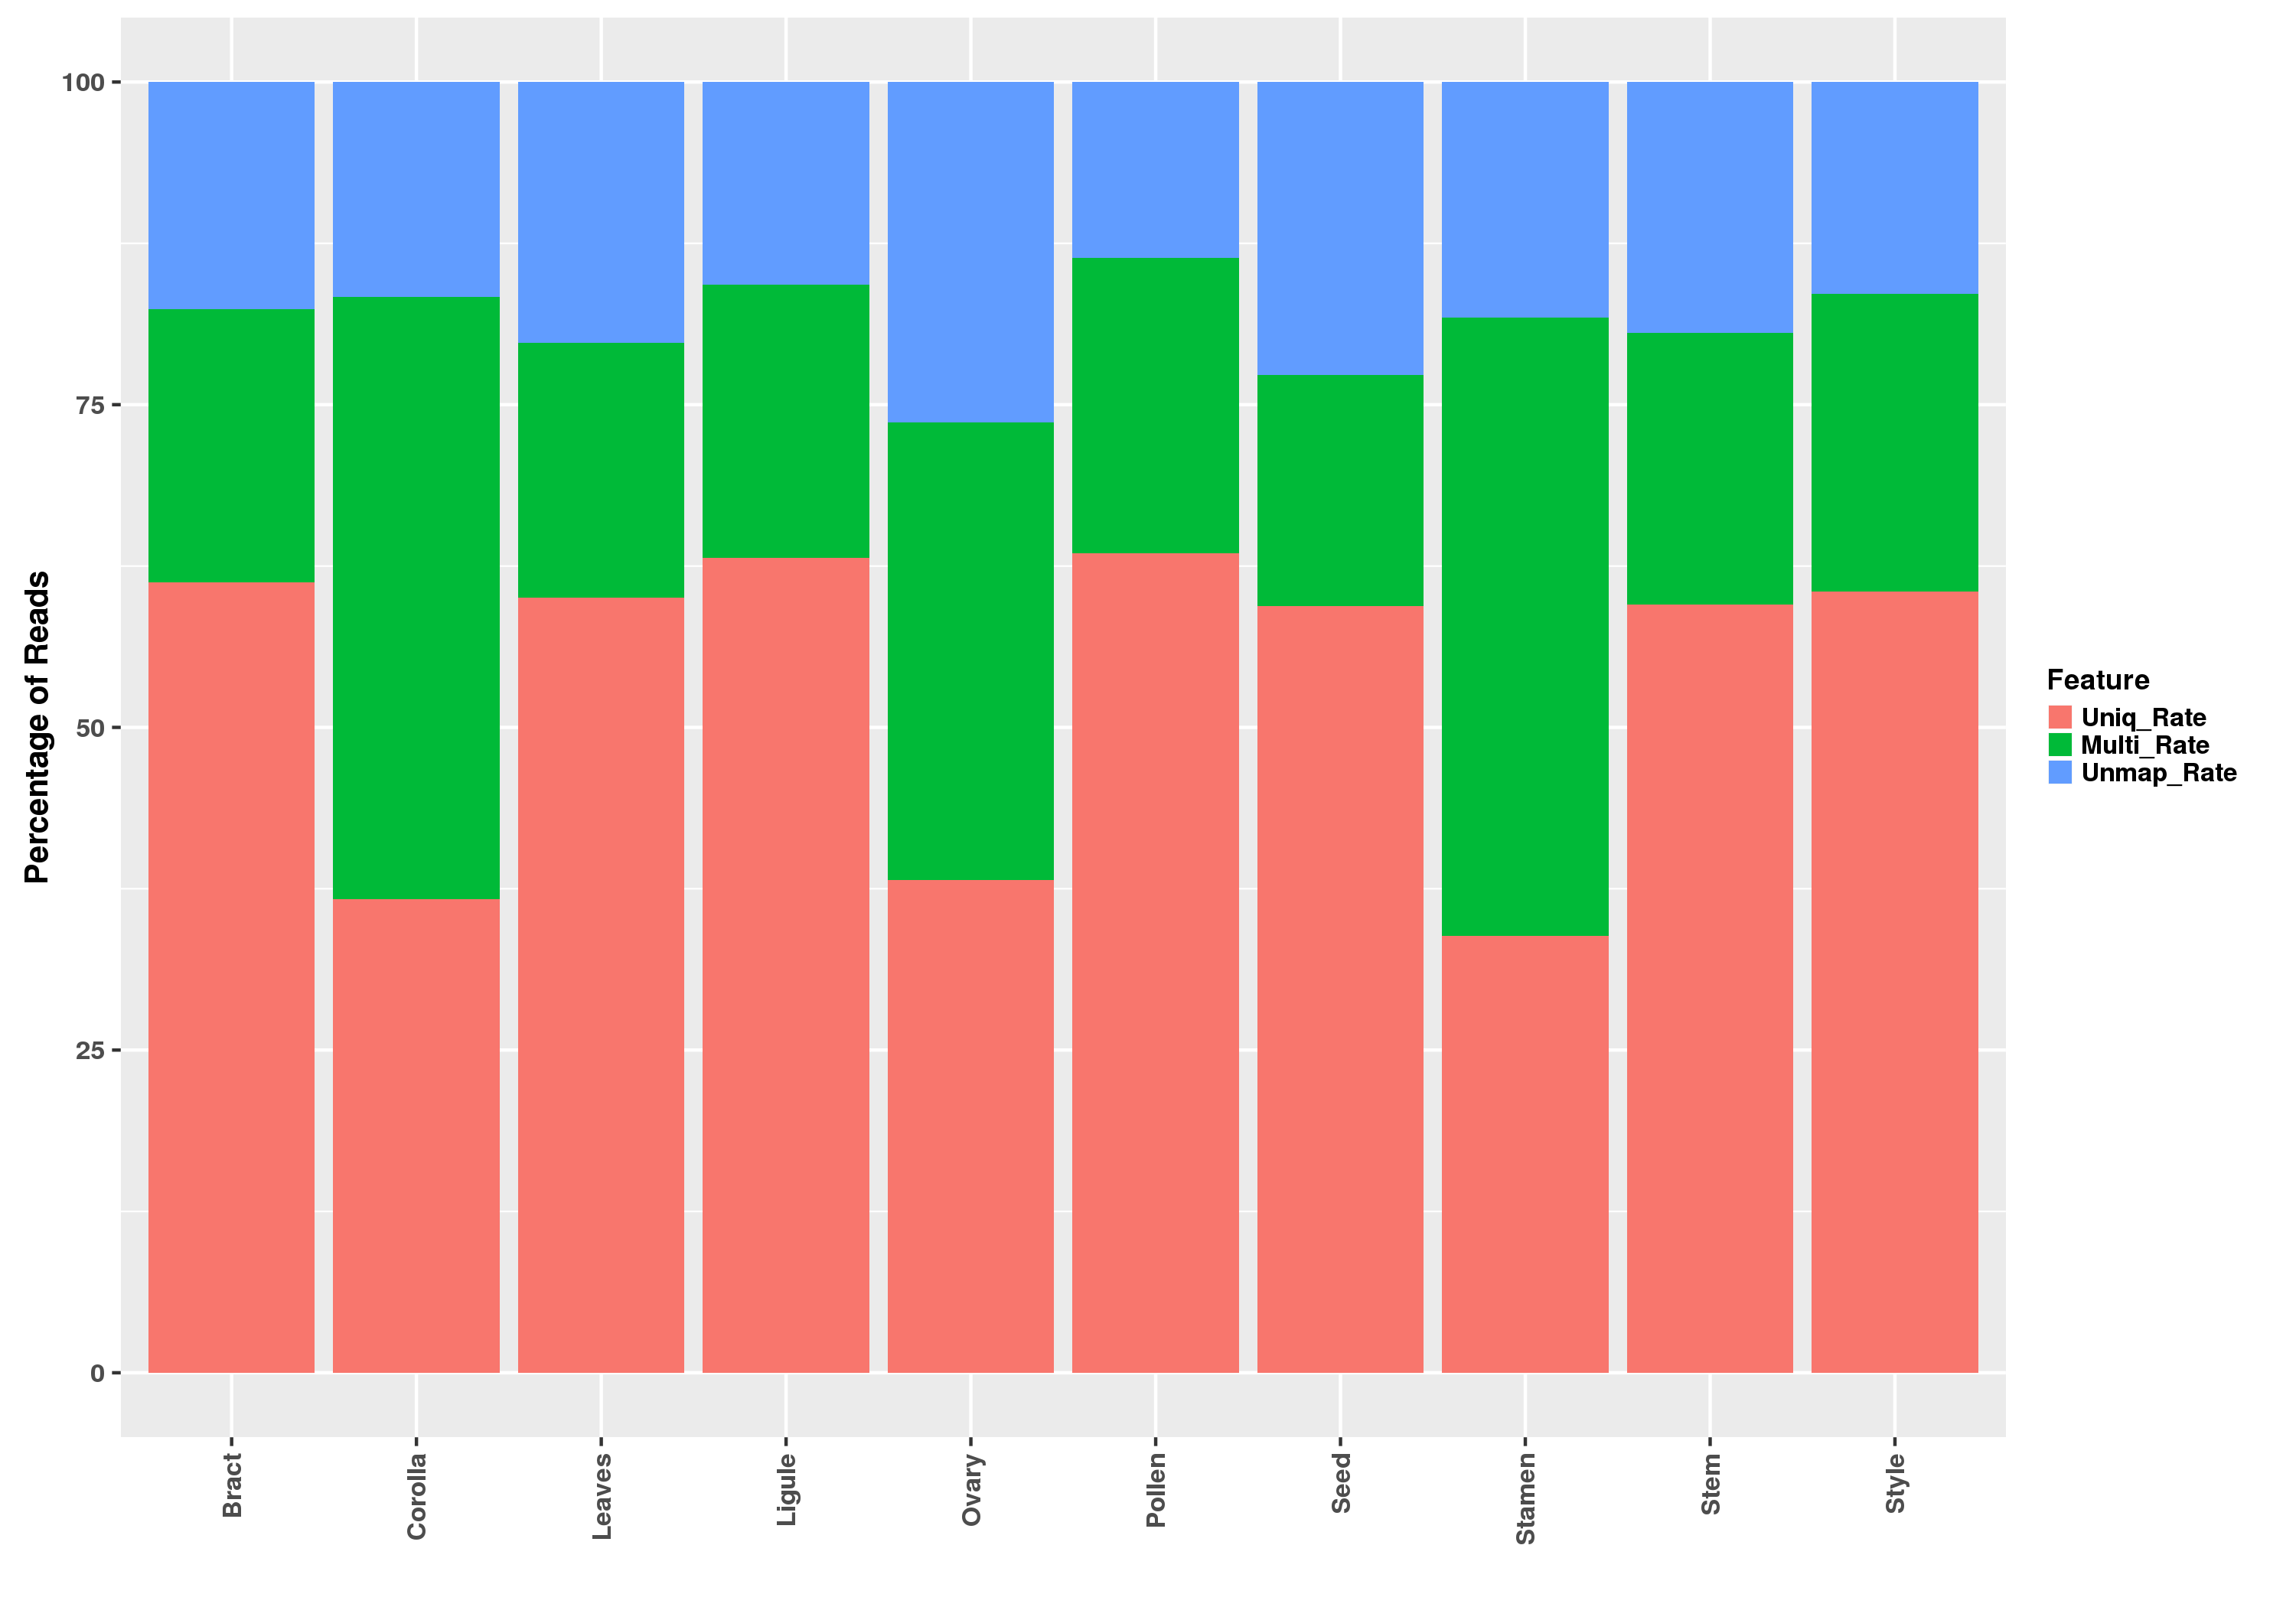 Percentage of Reads
100
75
50
25
0
Bract
Corolla
Leaves
Ligule
Ovary
Pollen
Seed
Stamen
Stem
Style
Feature
Uniq_Rate
Multi_Rate
Unmap_Rate